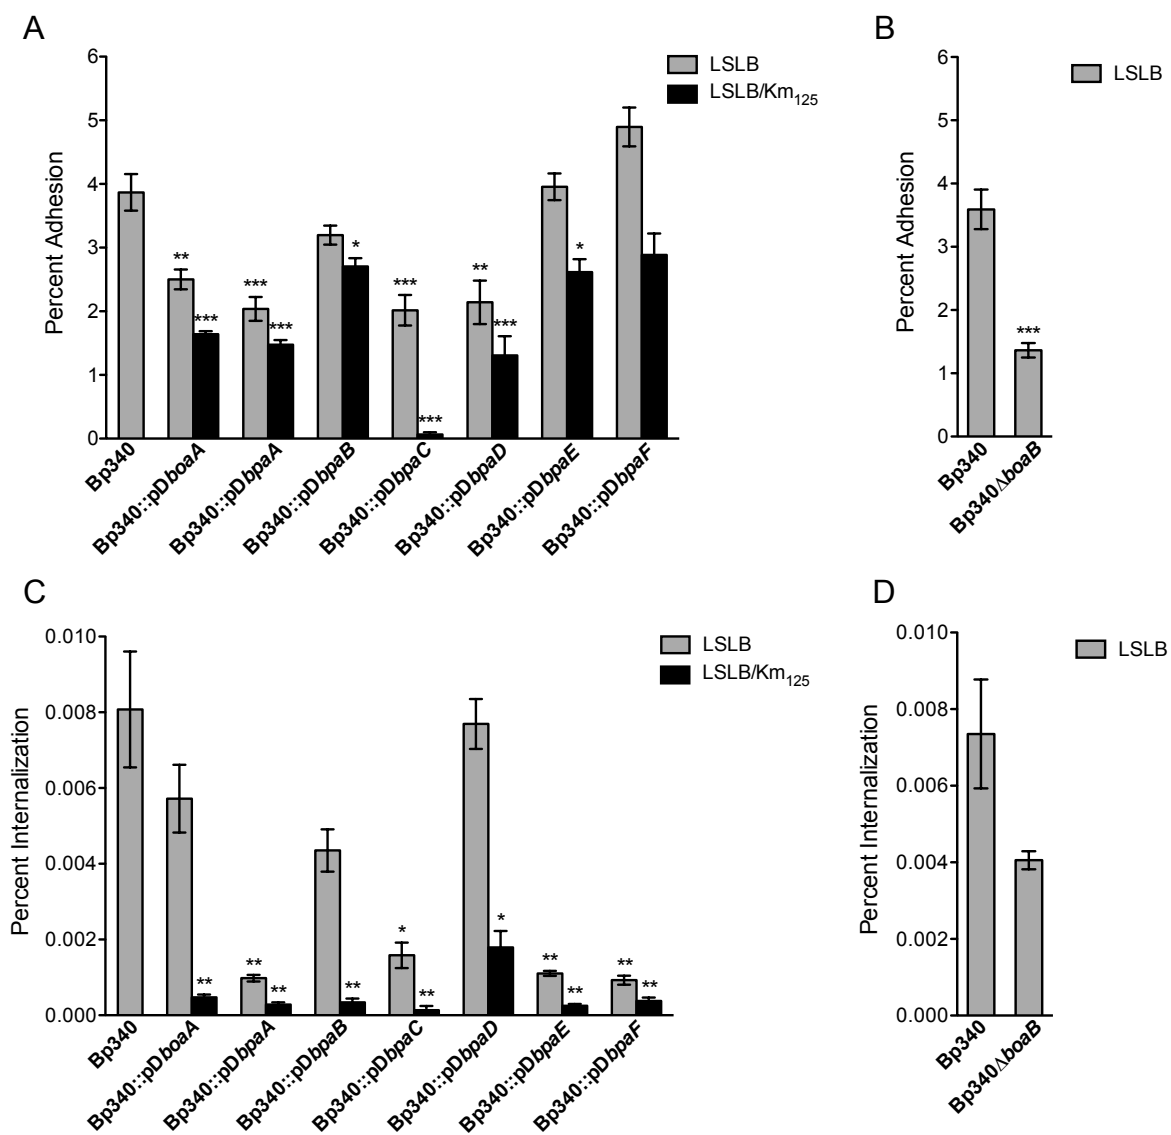 A
6
5
4
3
2
1
0
Percent Adhesion
LSLB
LSLB/Km125
**
***
***
***
*
***
***
**
***
*
Bp340
Bp340::pDboaA
Bp340::pDbpaA
Bp340::pDbpaB
Bp340::pDbpaC
Bp340::pDbpaD
Bp340::pDbpaE
Bp340::pDbpaF
B
6
5
4
3
2
1
0
Percent Adhesion
LSLB
***
Bp340
Bp340ΔboaB
C
0.010
0.008
0.006
0.004
0.002
0.000
Percent Internalization
LSLB
LSLB/Km125
**
**
**
**
*
**
*
**
**
**
**
Bp340
Bp340::pDboaA
Bp340::pDbpaA
Bp340::pDbpaB
Bp340::pDbpaC
Bp340::pDbpaD
Bp340::pDbpaE
Bp340::pDbpaF
D
0.010
0.008
0.006
0.004
0.002
0.000
Percent Internalization
LSLB
Bp340
Bp340ΔboaB